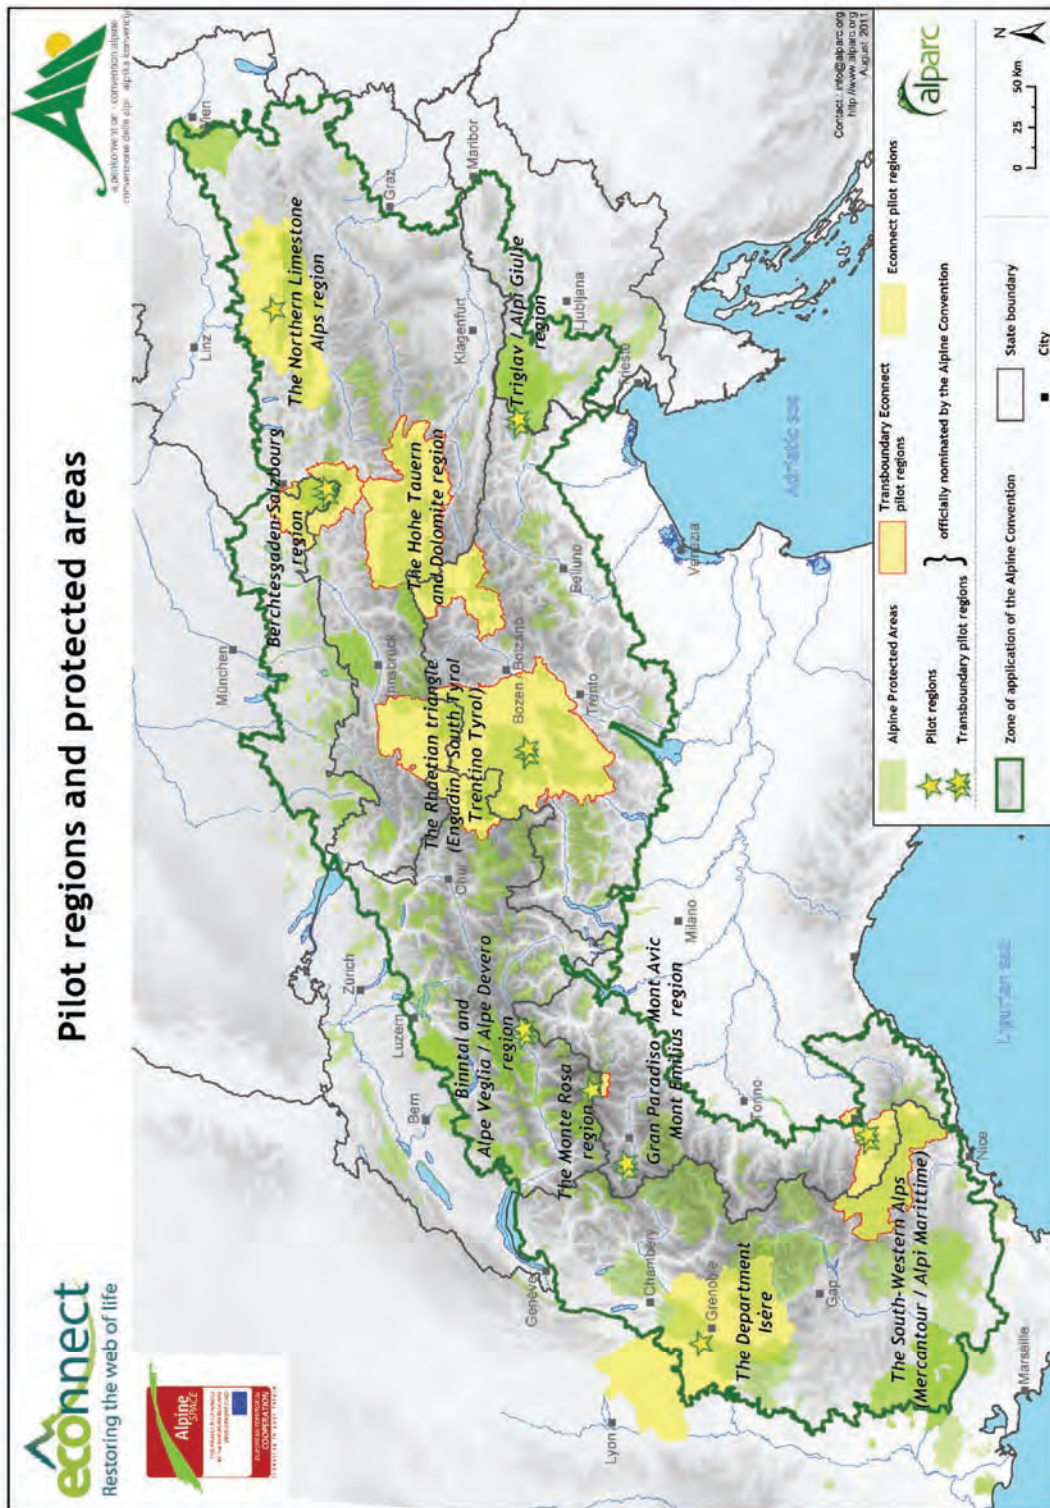 Pilot regions and protected areas
econnect
Restoring the web of life
Alpine
SPACE
EUROPEAN TERRITORIAL
COOPERATION
Wien
Linz
The Northern Limestone
Alps region
Graz
Maribor
München
Berchtesgaden-Salzbourg
region
Klagenfurt
Triglav / Alpi Giulie
region
Ljubljana
Innsbruck
The Hohe Tauern
and Dolomite region
Belluno
Venezia
Adriatic sea
The Rhaetian triangle
(Engadin / South Tyrol
Trentino Tyrol)
Bozen
Bolzano
Trento
Zürich
Luzern
Chur
Bern
Binntal and
Alpe Veglia / Alpe Devero
region
Milano
The Monte Rosa
region
Gran Paradiso Mont Avic
Mont Emilius region
Genève
Torino
Chambéry
Lyon
Grenoble
The Department
Isère
Gap
The South-Western Alps
(Mercantour / Alpi Marittime)
Nice
Marseille
Ligurian sea
Contact : info@alparc.org
http://www.alparc.org
August 2011
Alpine Protected Areas
Transboundary Econnect
pilot regions
Econnect pilot regions
Pilot regions
Transboundary pilot regions
} officially nominated by the Alpine Convention
Zone of application of the Alpine Convention
State boundary
City
alparc
N
0 25 50 Km